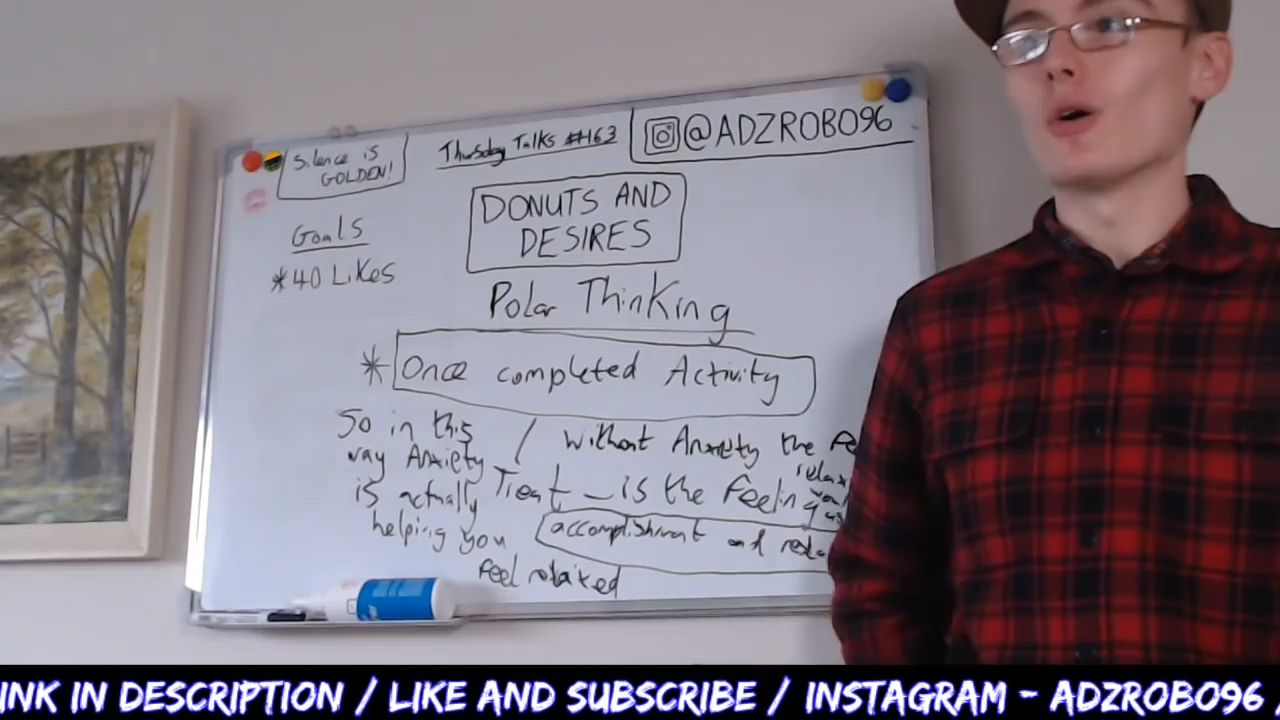 Silence is
GOLDEN!
Thursday Talks #163
@ADZROBO96
DONUTS AND
DESIRES
Goals
*40 Likes
Polar Thinking
* Once completed Activity
So in this
way Anxiety
is actually
helping you
feel relaxed
/ without Anxiety the
Treat - is the feeling
accomplishment and
INK IN DESCRIPTION / LIKE AND SUBSCRIBE / INSTAGRAM - ADZROBO96 /